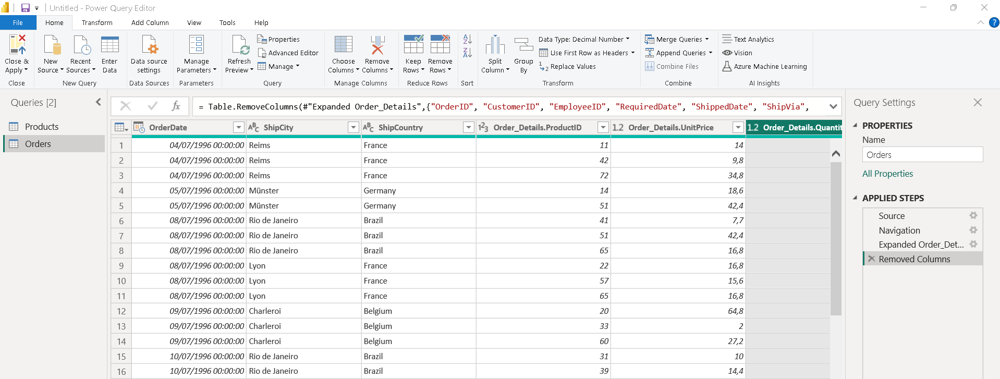 Untitled - Power Query Editor
File Home Transform Add Column View Tools Help
Close & Apply
Close
New Source Recent Sources Enter Data
New Query
Data source settings
Data Sources
Manage Parameters
Parameters
Refresh Preview
Properties
Advanced Editor
Manage
Query
Choose Columns Remove Columns
Manage Columns
Keep Rows Remove Rows
Reduce Rows
A
Z
Z
A
Sort
Split Column Group By
Data Type: Decimal Number
Use First Row as Headers
1
2 Replace Values
Transform
Merge Queries
Append Queries
Combine Files
Combine
Text Analytics
Vision
Azure Machine Learning
AI Insights
?
Queries [2]
Products
Orders
fx = Table.RemoveColumns(#"Expanded Order_Details",{"OrderID", "CustomerID", "EmployeeID", "RequiredDate", "ShippedDate", "ShipVia",
OrderDate ABC ShipCity ABC ShipCountry 123 Order_Details.ProductID 1.2 Order_Details.UnitPrice 1.2 Order_Details.Quantit
1 04/07/1996 00:00:00 Reims France 11 14
2 04/07/1996 00:00:00 Reims France 42 9,8
3 04/07/1996 00:00:00 Reims France 72 34,8
4 05/07/1996 00:00:00 Münster Germany 14 18,6
5 05/07/1996 00:00:00 Münster Germany 51 42,4
6 08/07/1996 00:00:00 Rio de Janeiro Brazil 41 7,7
7 08/07/1996 00:00:00 Rio de Janeiro Brazil 51 42,4
8 08/07/1996 00:00:00 Rio de Janeiro Brazil 65 16,8
9 08/07/1996 00:00:00 Lyon France 22 16,8
10 08/07/1996 00:00:00 Lyon France 57 15,6
11 08/07/1996 00:00:00 Lyon France 65 16,8
12 09/07/1996 00:00:00 Charleroi Belgium 20 64,8
13 09/07/1996 00:00:00 Charleroi Belgium 33 2
14 09/07/1996 00:00:00 Charleroi Belgium 60 27,2
15 10/07/1996 00:00:00 Rio de Janeiro Brazil 31 10
16 10/07/1996 00:00:00 Rio de Janeiro Brazil 39 14,4
Query Settings
PROPERTIES
Name
Orders
All Properties
APPLIED STEPS
Source
Navigation
Expanded Order_Det...
Removed Columns